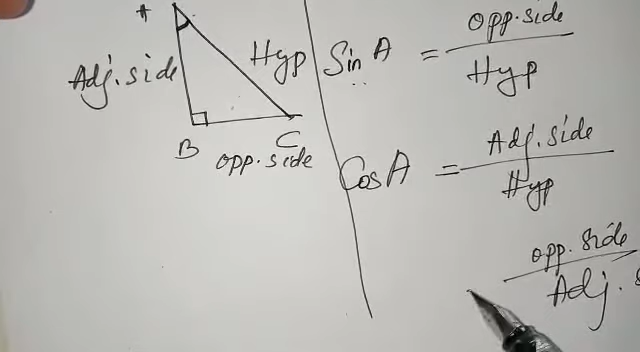 A
Adj. side
Hyp
B
C
opp. side
Sin A = Opp. side
Hyp
Cos A = Adj. side
Hyp
opp. side
Adj. s